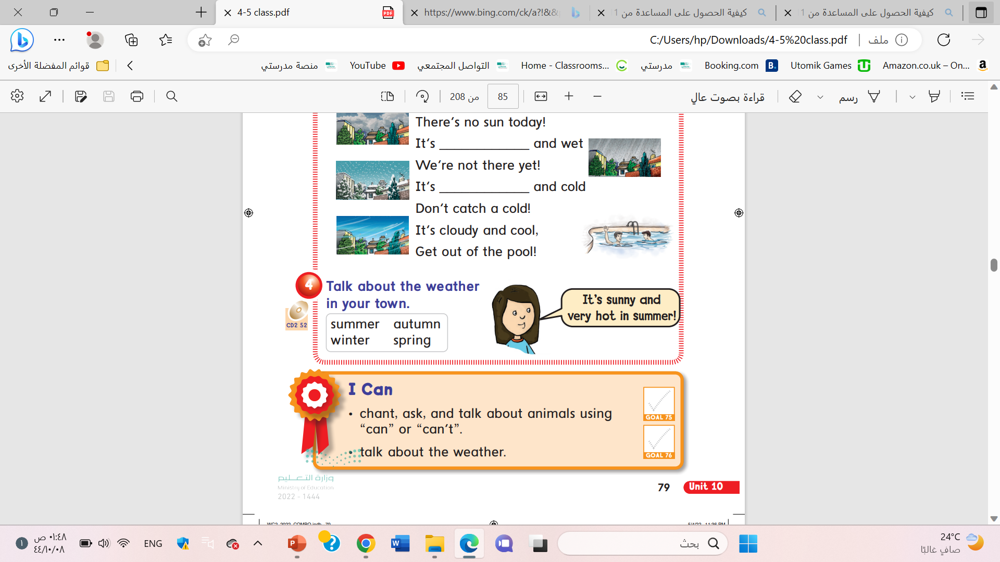 4-5 class.pdf
https://www.bing.com/ck/a?!&&
كيفية الحصول على المساعدة من 1
كيفية الحصول على المساعدة من 1
C:/Users/hp/Downloads/4-5%20class.pdf
ملف
قوائم المفضلة الأخرى
منصة مدرستي
YouTube
التواصل المجتمعي
Home - Classrooms...
مدرستي
Booking.com
Utomik Games
Amazon.co.uk – On...
85 من 208
قراءة بصوت عالٍ
رسم
There's no sun today!
It's ____________ and wet
We're not there yet!
It's ____________ and cold
Don't catch a cold!
It's cloudy and cool,
Get out of the pool!
4 Talk about the weather
in your town.
CD2 52
summer autumn
winter spring
It's sunny and
very hot in summer!
I Can
• chant, ask, and talk about animals using
“can” or “can't”.
• talk about the weather.
GOAL 75
GOAL 76
وزارة التعليم
Ministry of Education
2022 - 1444
79 Unit 10
ENG
٠١:٤٨ ص
٤٤/١٠/٠٨
١
بحث
24°C
صافٍ غالبًا